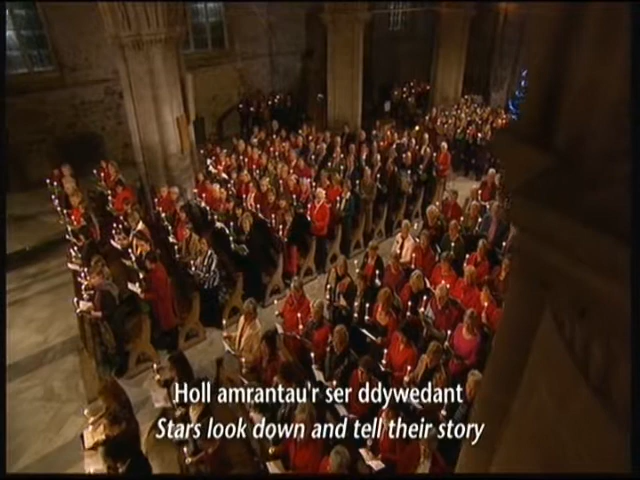 Holl amrantau'r ser ddywedant
Stars look down and tell their story